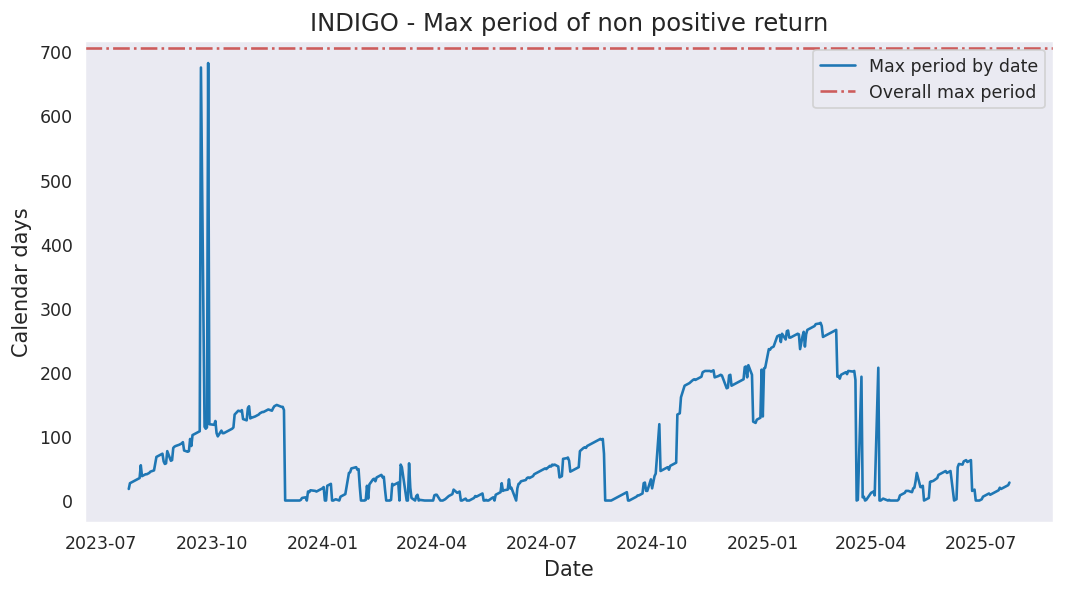 INDIGO - Max period of non positive return
700
600
500
400
300
200
100
0
Calendar days
Max period by date
Overall max period
2023-07 2023-10 2024-01 2024-04 2024-07 2024-10 2025-01 2025-04 2025-07
Date